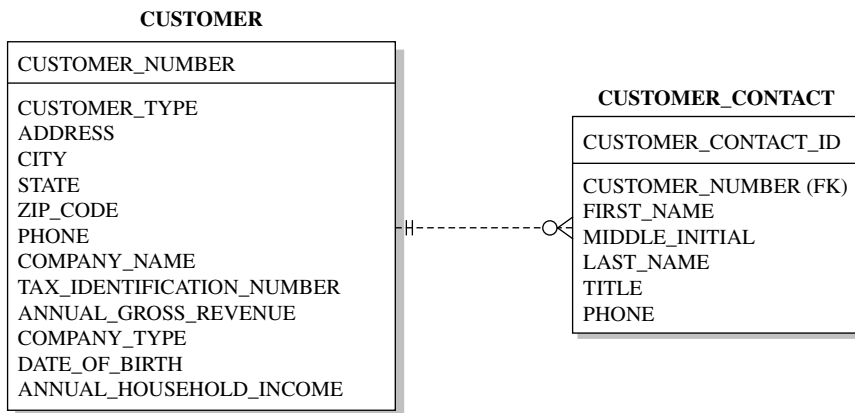 CUSTOMER
CUSTOMER_NUMBER
CUSTOMER_TYPE
ADDRESS
CITY
STATE
ZIP_CODE
PHONE
COMPANY_NAME
TAX_IDENTIFICATION_NUMBER
ANNUAL_GROSS_REVENUE
COMPANY_TYPE
DATE_OF_BIRTH
ANNUAL_HOUSEHOLD_INCOME
CUSTOMER_CONTACT
CUSTOMER_CONTACT_ID
CUSTOMER_NUMBER (FK)
FIRST_NAME
MIDDLE_INITIAL
LAST_NAME
TITLE
PHONE